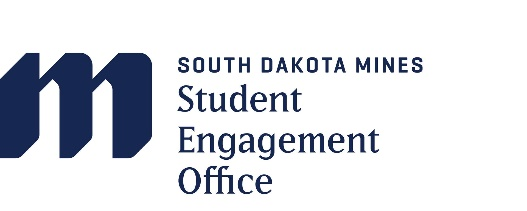 SOUTH DAKOTA MINES
Student
Engagement
Office